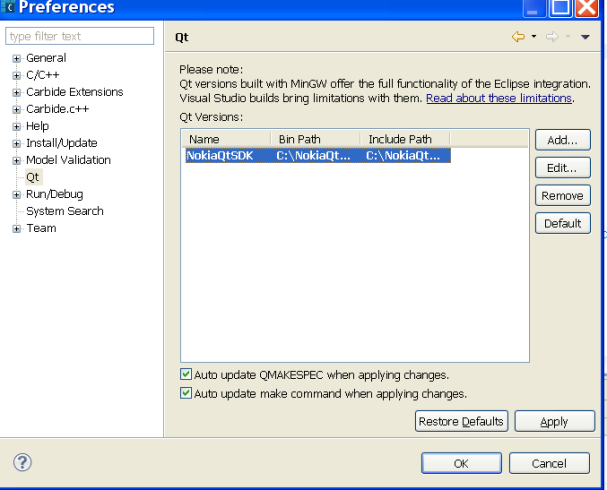 Preferences
type filter text
Qt
General
C/C++
Carbide Extensions
Carbide.c++
Help
Install/Update
Model Validation
Qt
Run/Debug
System Search
Team
Please note:
Qt versions built with MinGW offer the full functionality of the Eclipse integration.
Visual Studio builds bring limitations with them. Read about these limitations.
Qt Versions:
Name Bin Path Include Path
NokiaQtSDK C:\NokiaQt... C:\NokiaQt...
Add...
Edit...
Remove
Default
Auto update QMAKESPEC when applying changes.
Auto update make command when applying changes.
Restore Defaults Apply
? OK Cancel